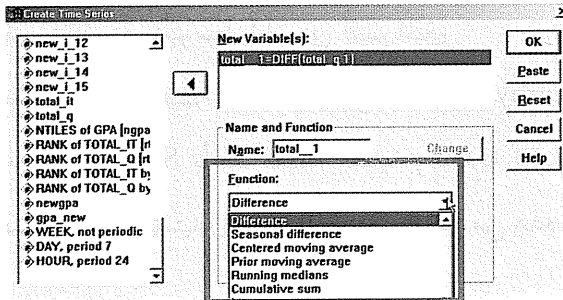 Create Time Series
new_i_12
new_i_13
new_i_14
new_i_15
total_it
total_q
NTILES of GPA [ngpa
RANK of TOTAL_IT [rt
RANK of TOTAL_Q [rt
RANK of TOTAL_IT by
RANK of TOTAL_Q by
newgpa
gpa_new
WEEK, not periodic
DAY, period 7
HOUR, period 24
New Variable(s):
total__1=DIFF(total_q 1)
Name and Function
Name: total__1
Change
Function:
Difference
Difference
Seasonal difference
Centered moving average
Prior moving average
Running medians
Cumulative sum
OK
Paste
Reset
Cancel
Help